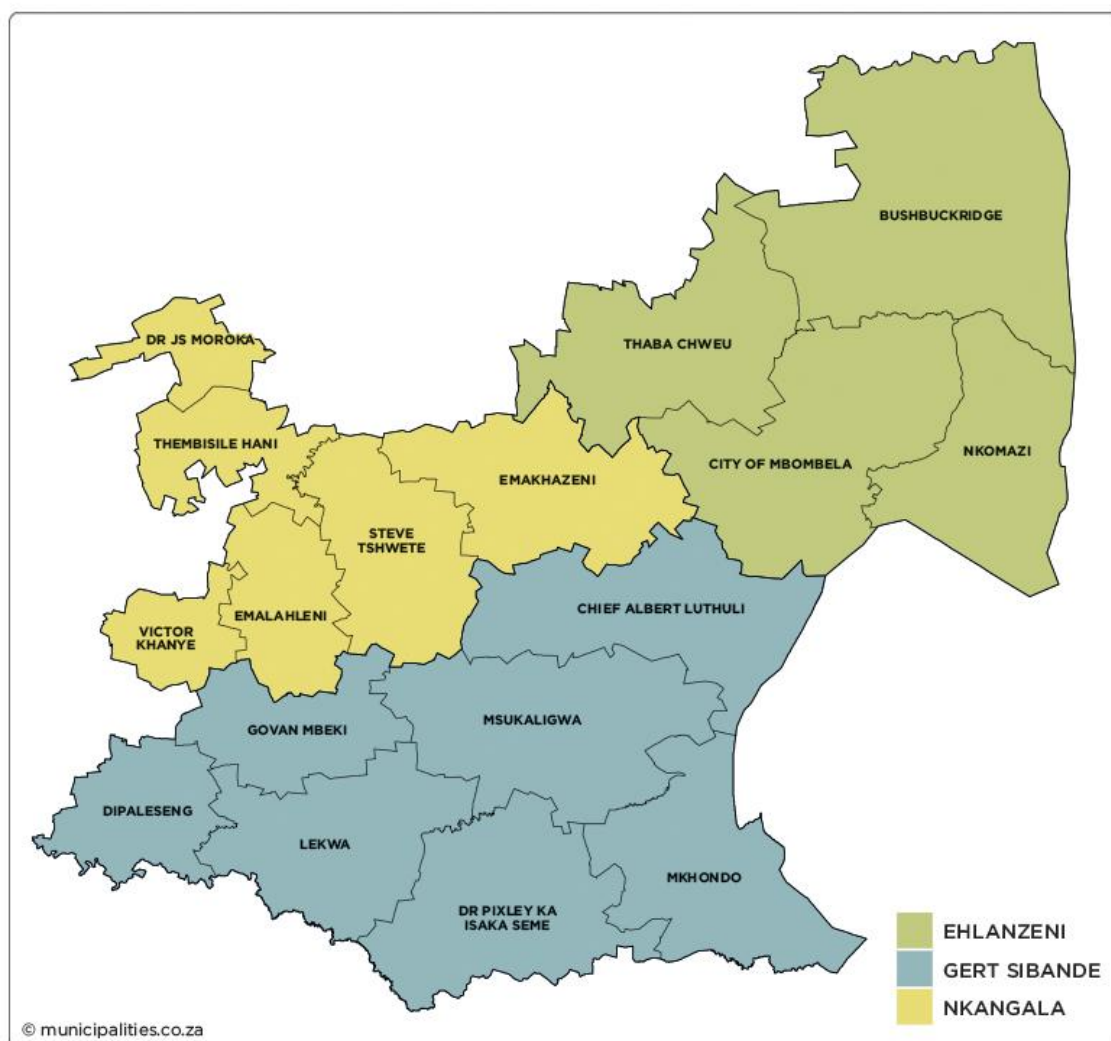 BUSHBUCKRIDGE
DR JS MOROKA
THABA CHWEU
THEMBISILE HANI
CITY OF MBOMBELA
NKOMAZI
EMAKHAZENI
STEVE
TSHWETE
CHIEF ALBERT LUTHULI
EMALAHLENI
VICTOR
KHANYE
MSUKALIGWA
GOVAN MBEKI
DIPALESENG
LEKWA
MKHONDO
DR PIXLEY KA
ISAKA SEME
EHLANZENI
GERT SIBANDE
NKANGALA
© municipalities.co.za